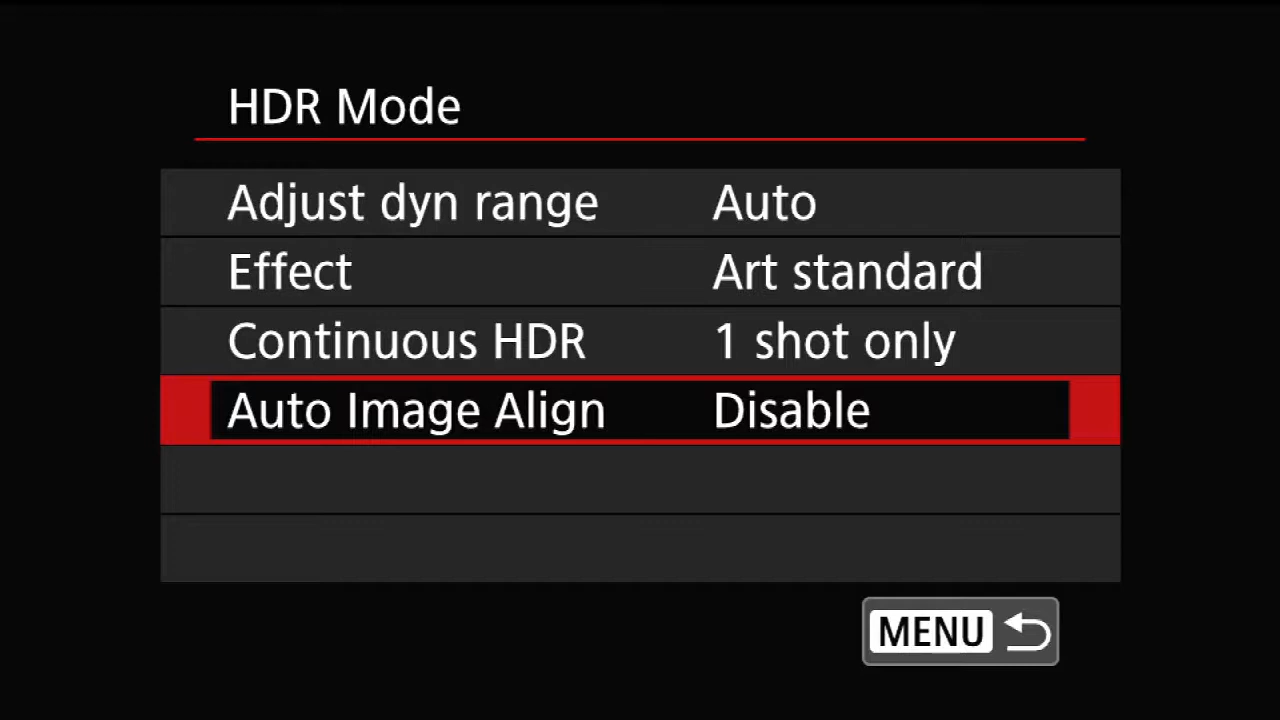 HDR Mode
Adjust dyn range Auto
Effect Art standard
Continuous HDR 1 shot only
Auto Image Align Disable
MENU